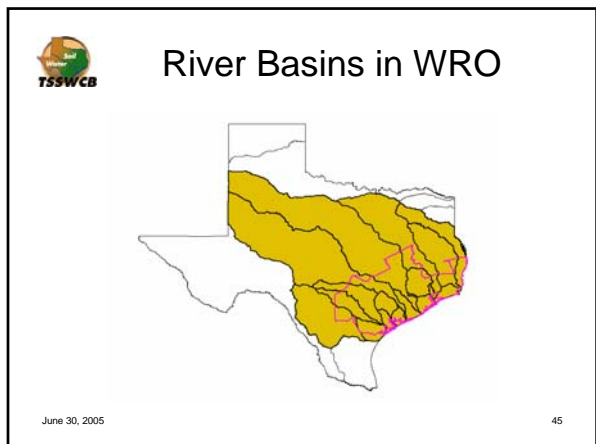 River Basins in WRO
Soil
Water
TSSWCB
June 30, 2005
45